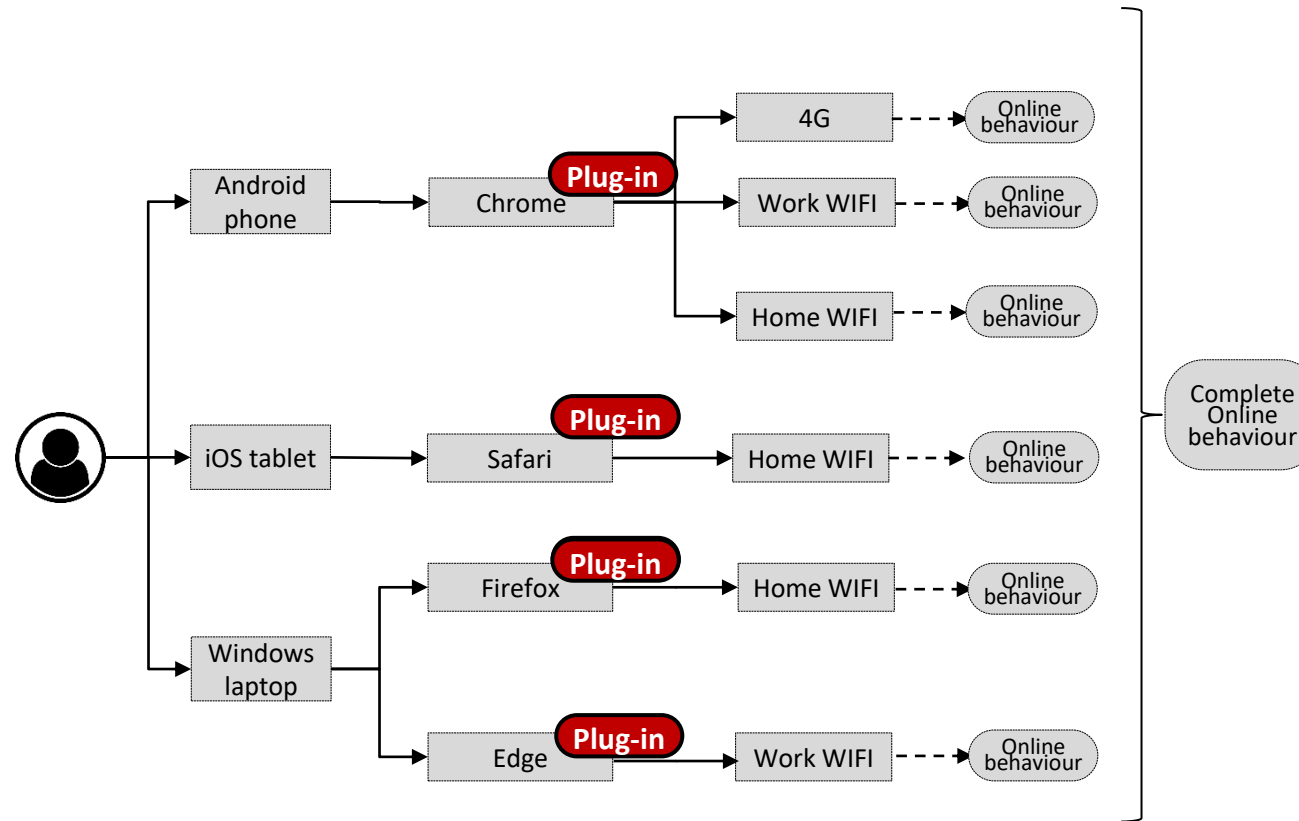 4G
Online
behaviour
Plug-in
Android
phone
Chrome
Work WIFI
Online
behaviour
Home WIFI
Online
behaviour
Complete
Online
behaviour
Plug-in
iOS tablet
Safari
Home WIFI
Online
behaviour
Plug-in
Firefox
Home WIFI
Online
behaviour
Windows
laptop
Plug-in
Edge
Work WIFI
Online
behaviour